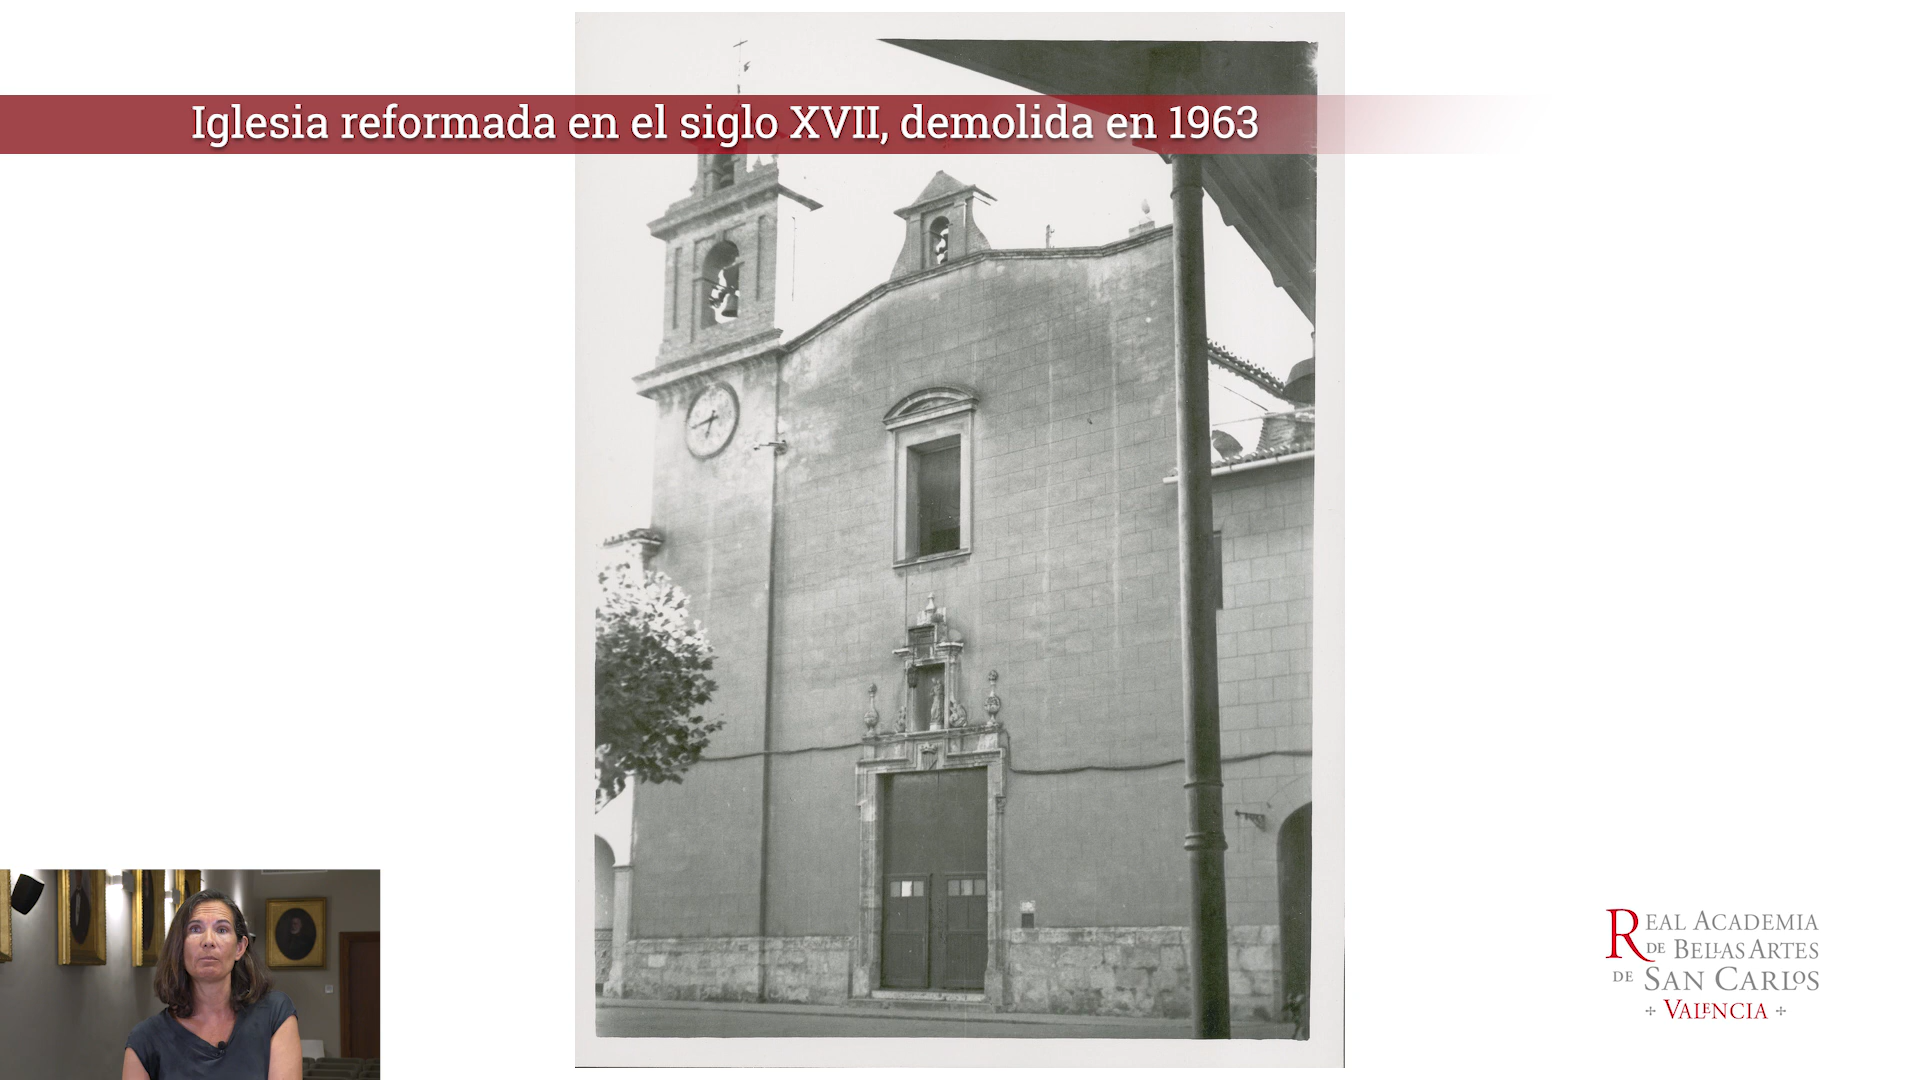 Iglesia reformada en el siglo XVII, demolida en 1963
REAL ACADEMIA
DE BELLAS ARTES
DE SAN CARLOS
VALENCIA